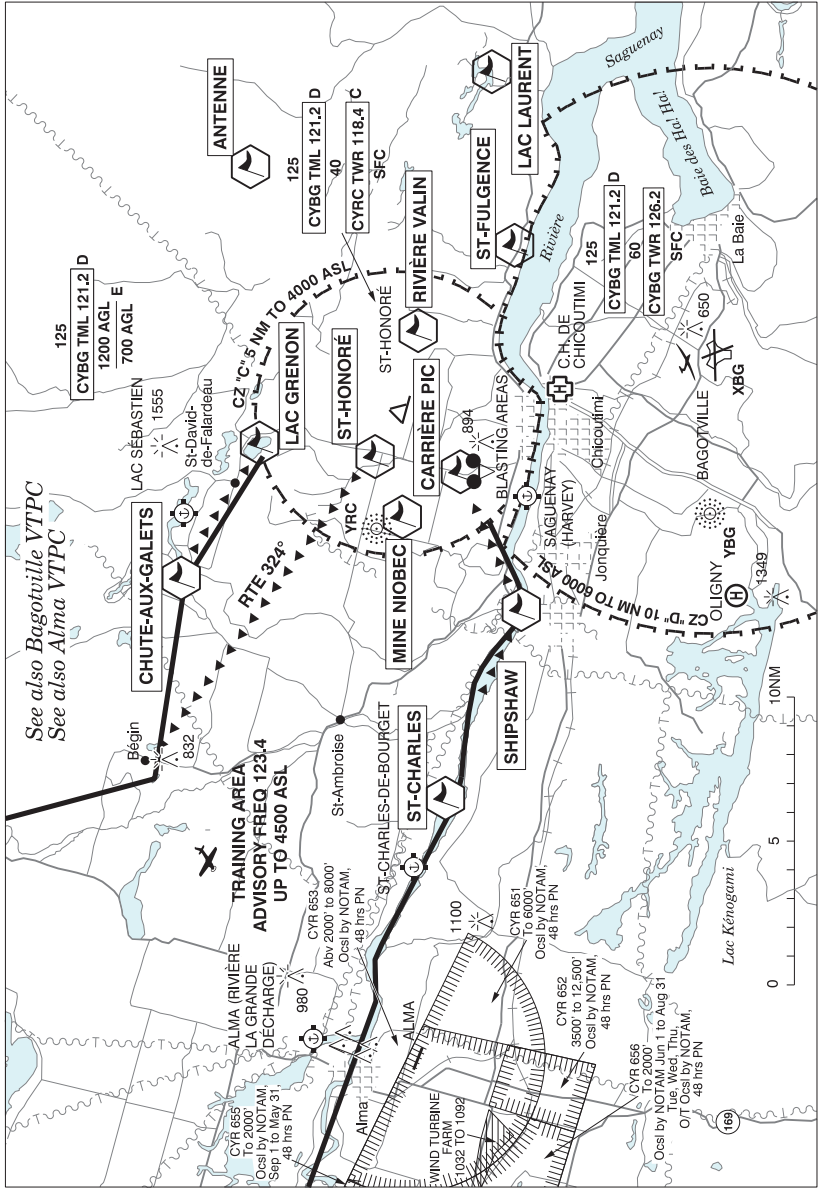 See also Bagotville VTPC
See also Alma VTPC
ANTENNE
125
CYBG TML 121.2 D
40
CYRC TWR 118.4 C
SFC
125
CYBG TML 121.2 D
1200 AGL E
700 AGL
LAC SÉBASTIEN
1555
St-David-
de-Falardeau
CHUTE-AUX-GALETS
LAC GRENON
CZ "C" 5 NM TO 4000 ASL
ST-HONORÉ
ST-HONORÉ
RIVIÈRE VALIN
LAC LAURENT
ST-FULGENCE
Saguenay
Baie des Ha! Ha!
Rivière
Bégin
832
RTE 324°
YRC
MINE NIOBEC
CARRIÈRE PIC
894
BLASTING AREAS
C.H. DE
CHICOUTIMI
125
CYBG TML 121.2 D
60
CYBG TWR 126.2
SFC
La Baie
650
XBG
BAGOTVILLE
Chicoutimi
SAGUENAY
(HARVEY)
Jonquière
CZ "D" 10 NM TO 6000 ASL
YBG
OLIGNY
H
1349
TRAINING AREA
ADVISORY FREQ 123.4
UP TO 4500 ASL
St-Ambroise
ST-CHARLES-DE-BOURGET
ST-CHARLES
SHIPSHAW
ALMA (RIVIÈRE
LA GRANDE
DÉCHARGE)
980
CYR 653
Abv 2000' to 8000'
Ocsl by NOTAM,
48 hrs PN
ALMA
Alma
CYR 655
To 2000'
Ocsl by NOTAM,
Sep 1 to May 31,
48 hrs PN
1100
CYR 651
To 6000'
Ocsl by NOTAM,
48 hrs PN
CYR 652
3500' to 12,500'
Ocsl by NOTAM,
48 hrs PN
WIND TURBINE
FARM
1032 TO 1092
CYR 656
To 2000'
Ocsl by NOTAM Jun 1 to Aug 31
Tue, Wed, Thu,
O/T Ocsl by NOTAM,
48 hrs PN
169
Lac Kénogami
0
5
10NM
H